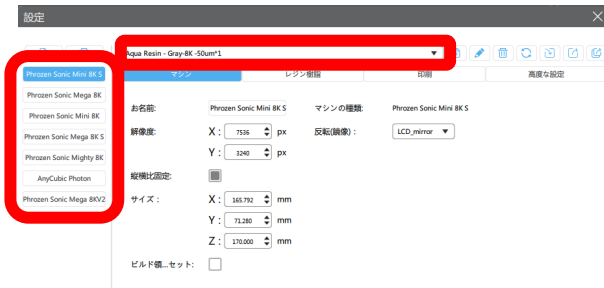 設定
Aqua Resin - Gray-8K -50um*1
Phrozen Sonic Mini 8K S
Phrozen Sonic Mega 8K
Phrozen Sonic Mini 8K
Phrozen Sonic Mega 8K S
Phrozen Sonic Mighty 8K
AnyCubic Photon
Phrozen Sonic Mega 8KV2
マシン
レジン樹脂
印刷
高度な設定
お名前:
Phrozen Sonic Mini 8K S
マシンの種類:
Phrozen Sonic Mini 8K S
解像度:
X : 7536 px
反転(鏡像) :
LCD_mirror
Y : 3240 px
縦横比固定:
サイズ :
X : 165.792 mm
Y : 71.280 mm
Z : 170.000 mm
ビルド領...セット: